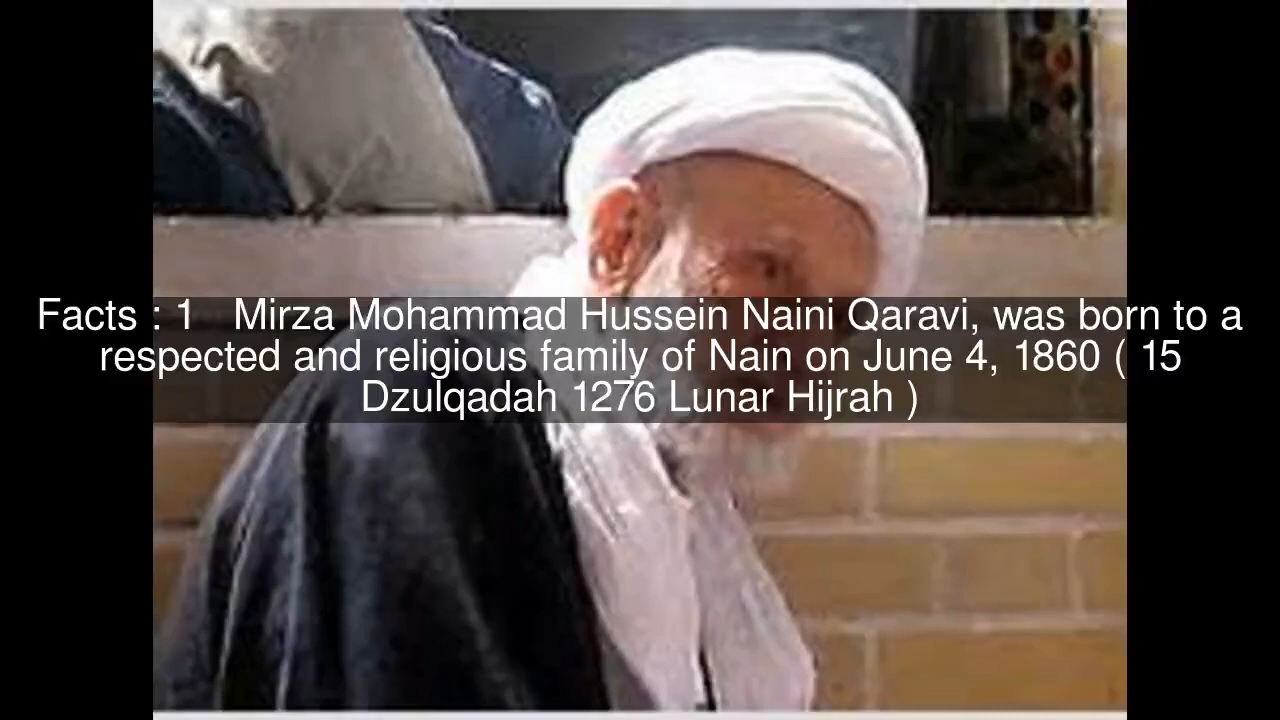 Facts : 1 Mirza Mohammad Hussein Naini Qaravi, was born to a
respected and religious family of Nain on June 4, 1860 ( 15
Dzulqadah 1276 Lunar Hijrah )